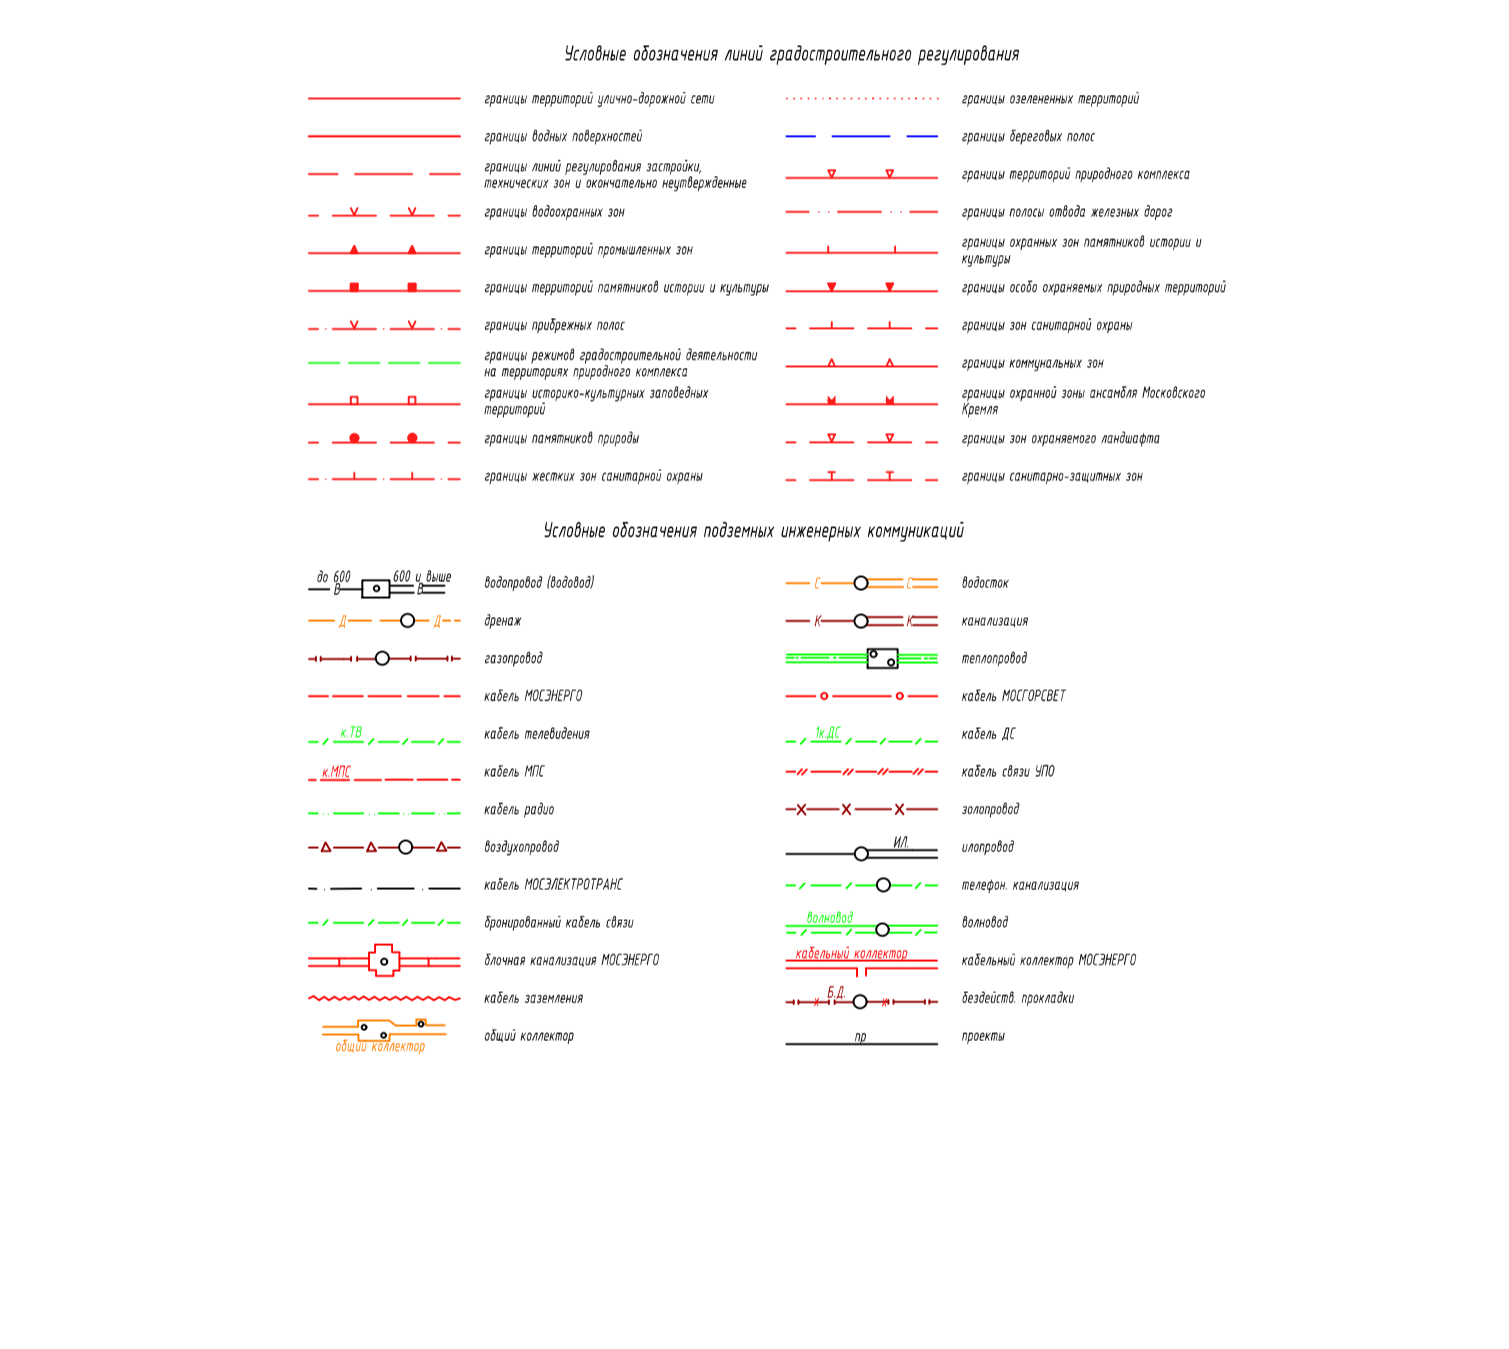 Условные обозначения линий градостроительного регулирования
границы территорий улично-дорожной сети
границы озелененных территорий
границы водных поверхностей
границы береговых полос
границы линий регулирования застройки,
технических зон и окончательно неутвержденные
границы территорий природного комплекса
границы водоохранных зон
границы полосы отвода железных дорог
границы территорий промышленных зон
границы охранных зон памятников истории и
культуры
границы территорий памятников истории и культуры
границы особо охраняемых природных территорий
границы прибрежных полос
границы зон санитарной охраны
границы режимов градостроительной деятельности
на территориях природного комплекса
границы коммунальных зон
границы историко-культурных заповедных
территорий
границы охранной зоны ансамбля Московского
Кремля
границы памятников природы
границы зон охраняемого ландшафта
границы жестких зон санитарной охраны
границы санитарно-защитных зон
Условные обозначения подземных инженерных коммуникаций
до 600 600 и выше
В В
водопровод (водовод)
С С
водосток
Д Д
дренаж
К К
канализация
газопровод
теплопровод
кабель МОСЭНЕРГО
кабель МОСГОРСВЕТ
к.ТВ
кабель телевидения
1к.ДС
кабель ДС
к.МПС
кабель МПС
кабель связи УПО
кабель радио
золопровод
воздухопровод
ИЛ.
илопровод
кабель МОСЭЛЕКТРОТРАНС
телефон. канализация
бронированный кабель связи
волновод
волновод
блочная канализация МОСЭНЕРГО
кабельный коллектор
кабельный коллектор МОСЭНЕРГО
кабель заземления
Б.Д.
бездейств. прокладки
общий коллектор
общий коллектор
пр
проекты